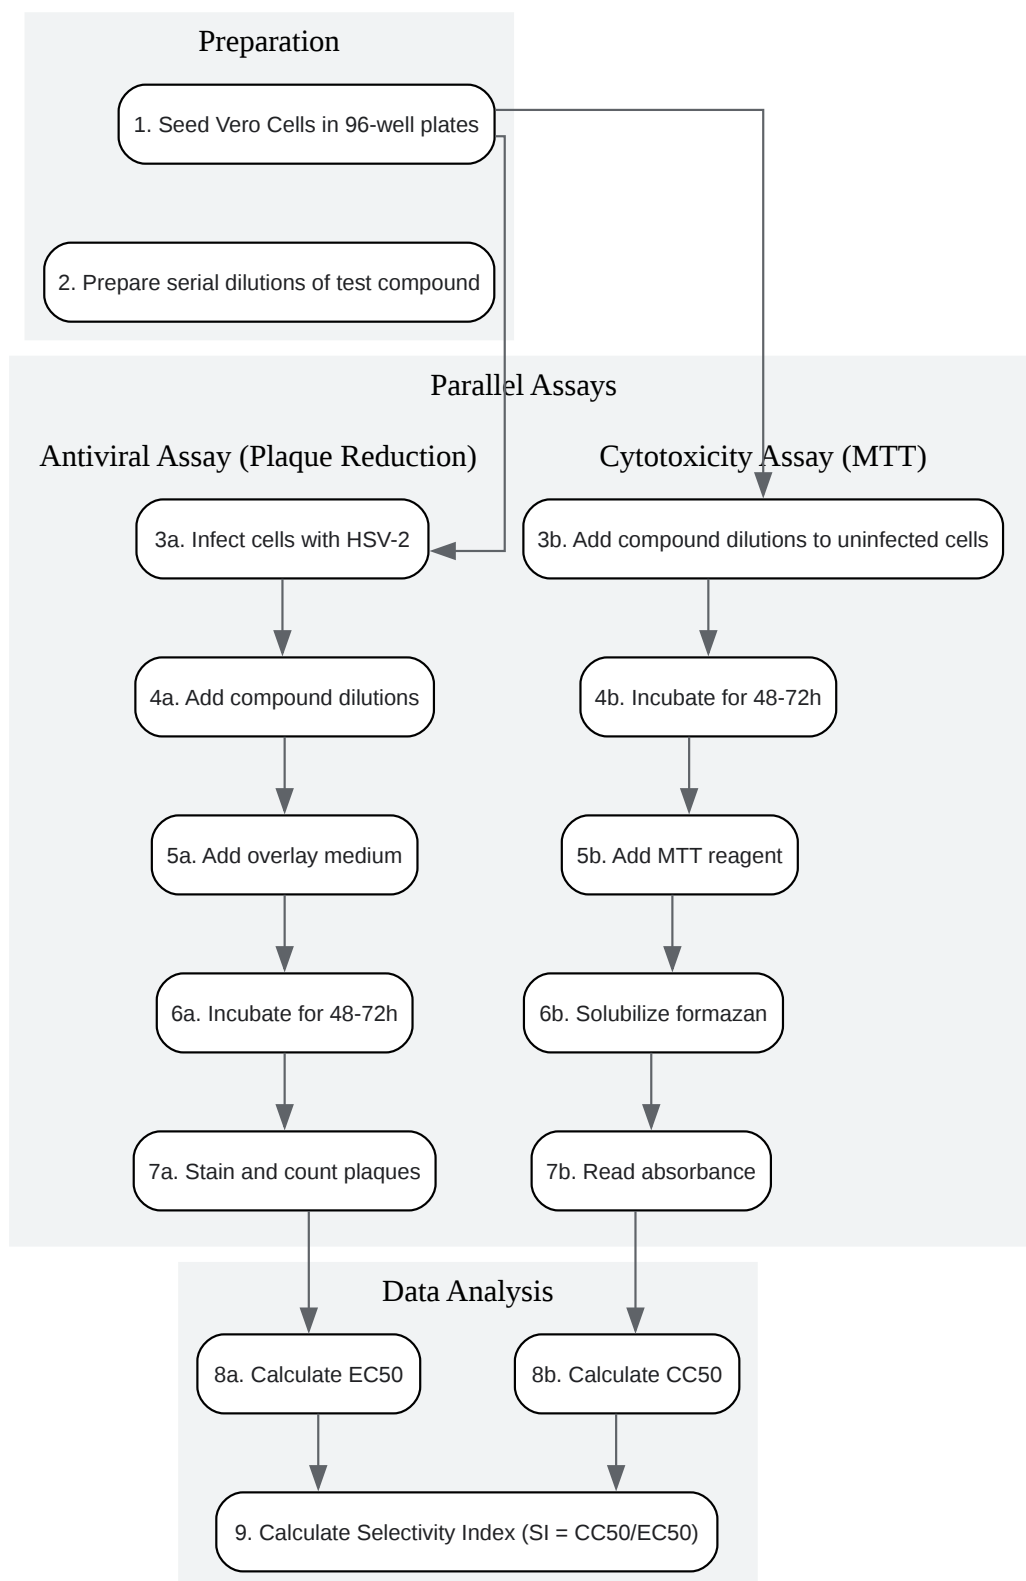 Preparation
1. Seed Vero Cells in 96-well plates
2. Prepare serial dilutions of test compound
Parallel Assays
Antiviral Assay (Plaque Reduction)
3a. Infect cells with HSV-2
4a. Add compound dilutions
5a. Add overlay medium
6a. Incubate for 48-72h
7a. Stain and count plaques
Cytotoxicity Assay (MTT)
3b. Add compound dilutions to uninfected cells
4b. Incubate for 48-72h
5b. Add MTT reagent
6b. Solubilize formazan
7b. Read absorbance
Data Analysis
8a. Calculate EC50
8b. Calculate CC50
9. Calculate Selectivity Index (SI = CC50/EC50)